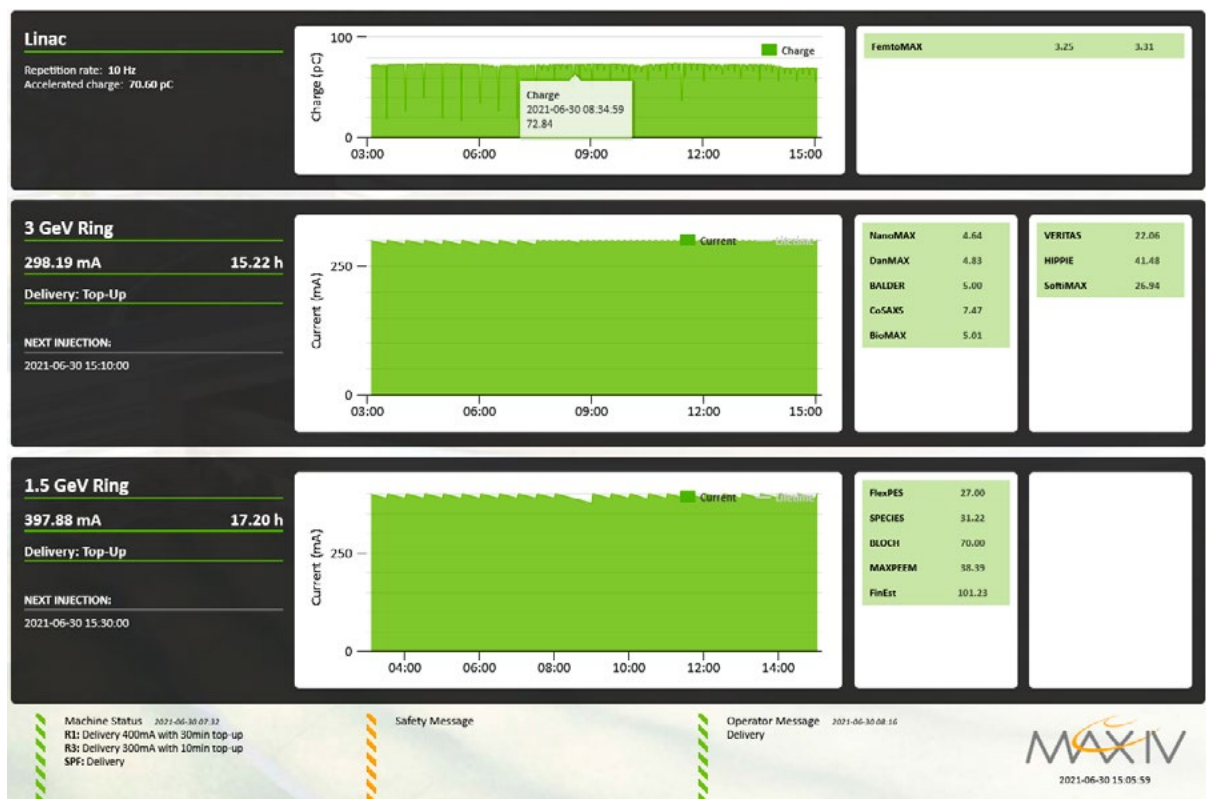 Linac
Repetition rate: 10 Hz
Accelerated charge: 70.60 pC
Charge (pC)
100
0
03:00 06:00 09:00 12:00 15:00
Charge
Charge
2021-06-30 08.34.59
72.84
FemtoMAX 3.25 3.31
3 GeV Ring
298.19 mA 15.22 h
Delivery: Top-Up
NEXT INJECTION:
2021-06-30 15:10:00
Current (mA)
250
0
03:00 06:00 09:00 12:00 15:00
Current Lifetime
NanoMAX 4.64
DanMAX 4.83
BALDER 5.00
CoSAXS 7.47
BioMAX 5.01
VERITAS 22.06
HIPPIE 41.48
SoftiMAX 26.94
1.5 GeV Ring
397.88 mA 17.20 h
Delivery: Top-Up
NEXT INJECTION:
2021-06-30 15:30:00
Current (mA)
250
0
04:00 06:00 08:00 10:00 12:00 14:00
Current Lifetime
FlexPES 27.00
SPECIES 31.22
BLOCH 70.00
MAXPEEM 38.39
FinEst 101.23
Machine Status 2021-06-30 07:32
R1: Delivery 400mA with 30min top-up
R3: Delivery 300mA with 10min top-up
SPF: Delivery
Safety Message
Operator Message 2021-06-30 08:16
Delivery
MAX IV
2021-06-30 15:05:59